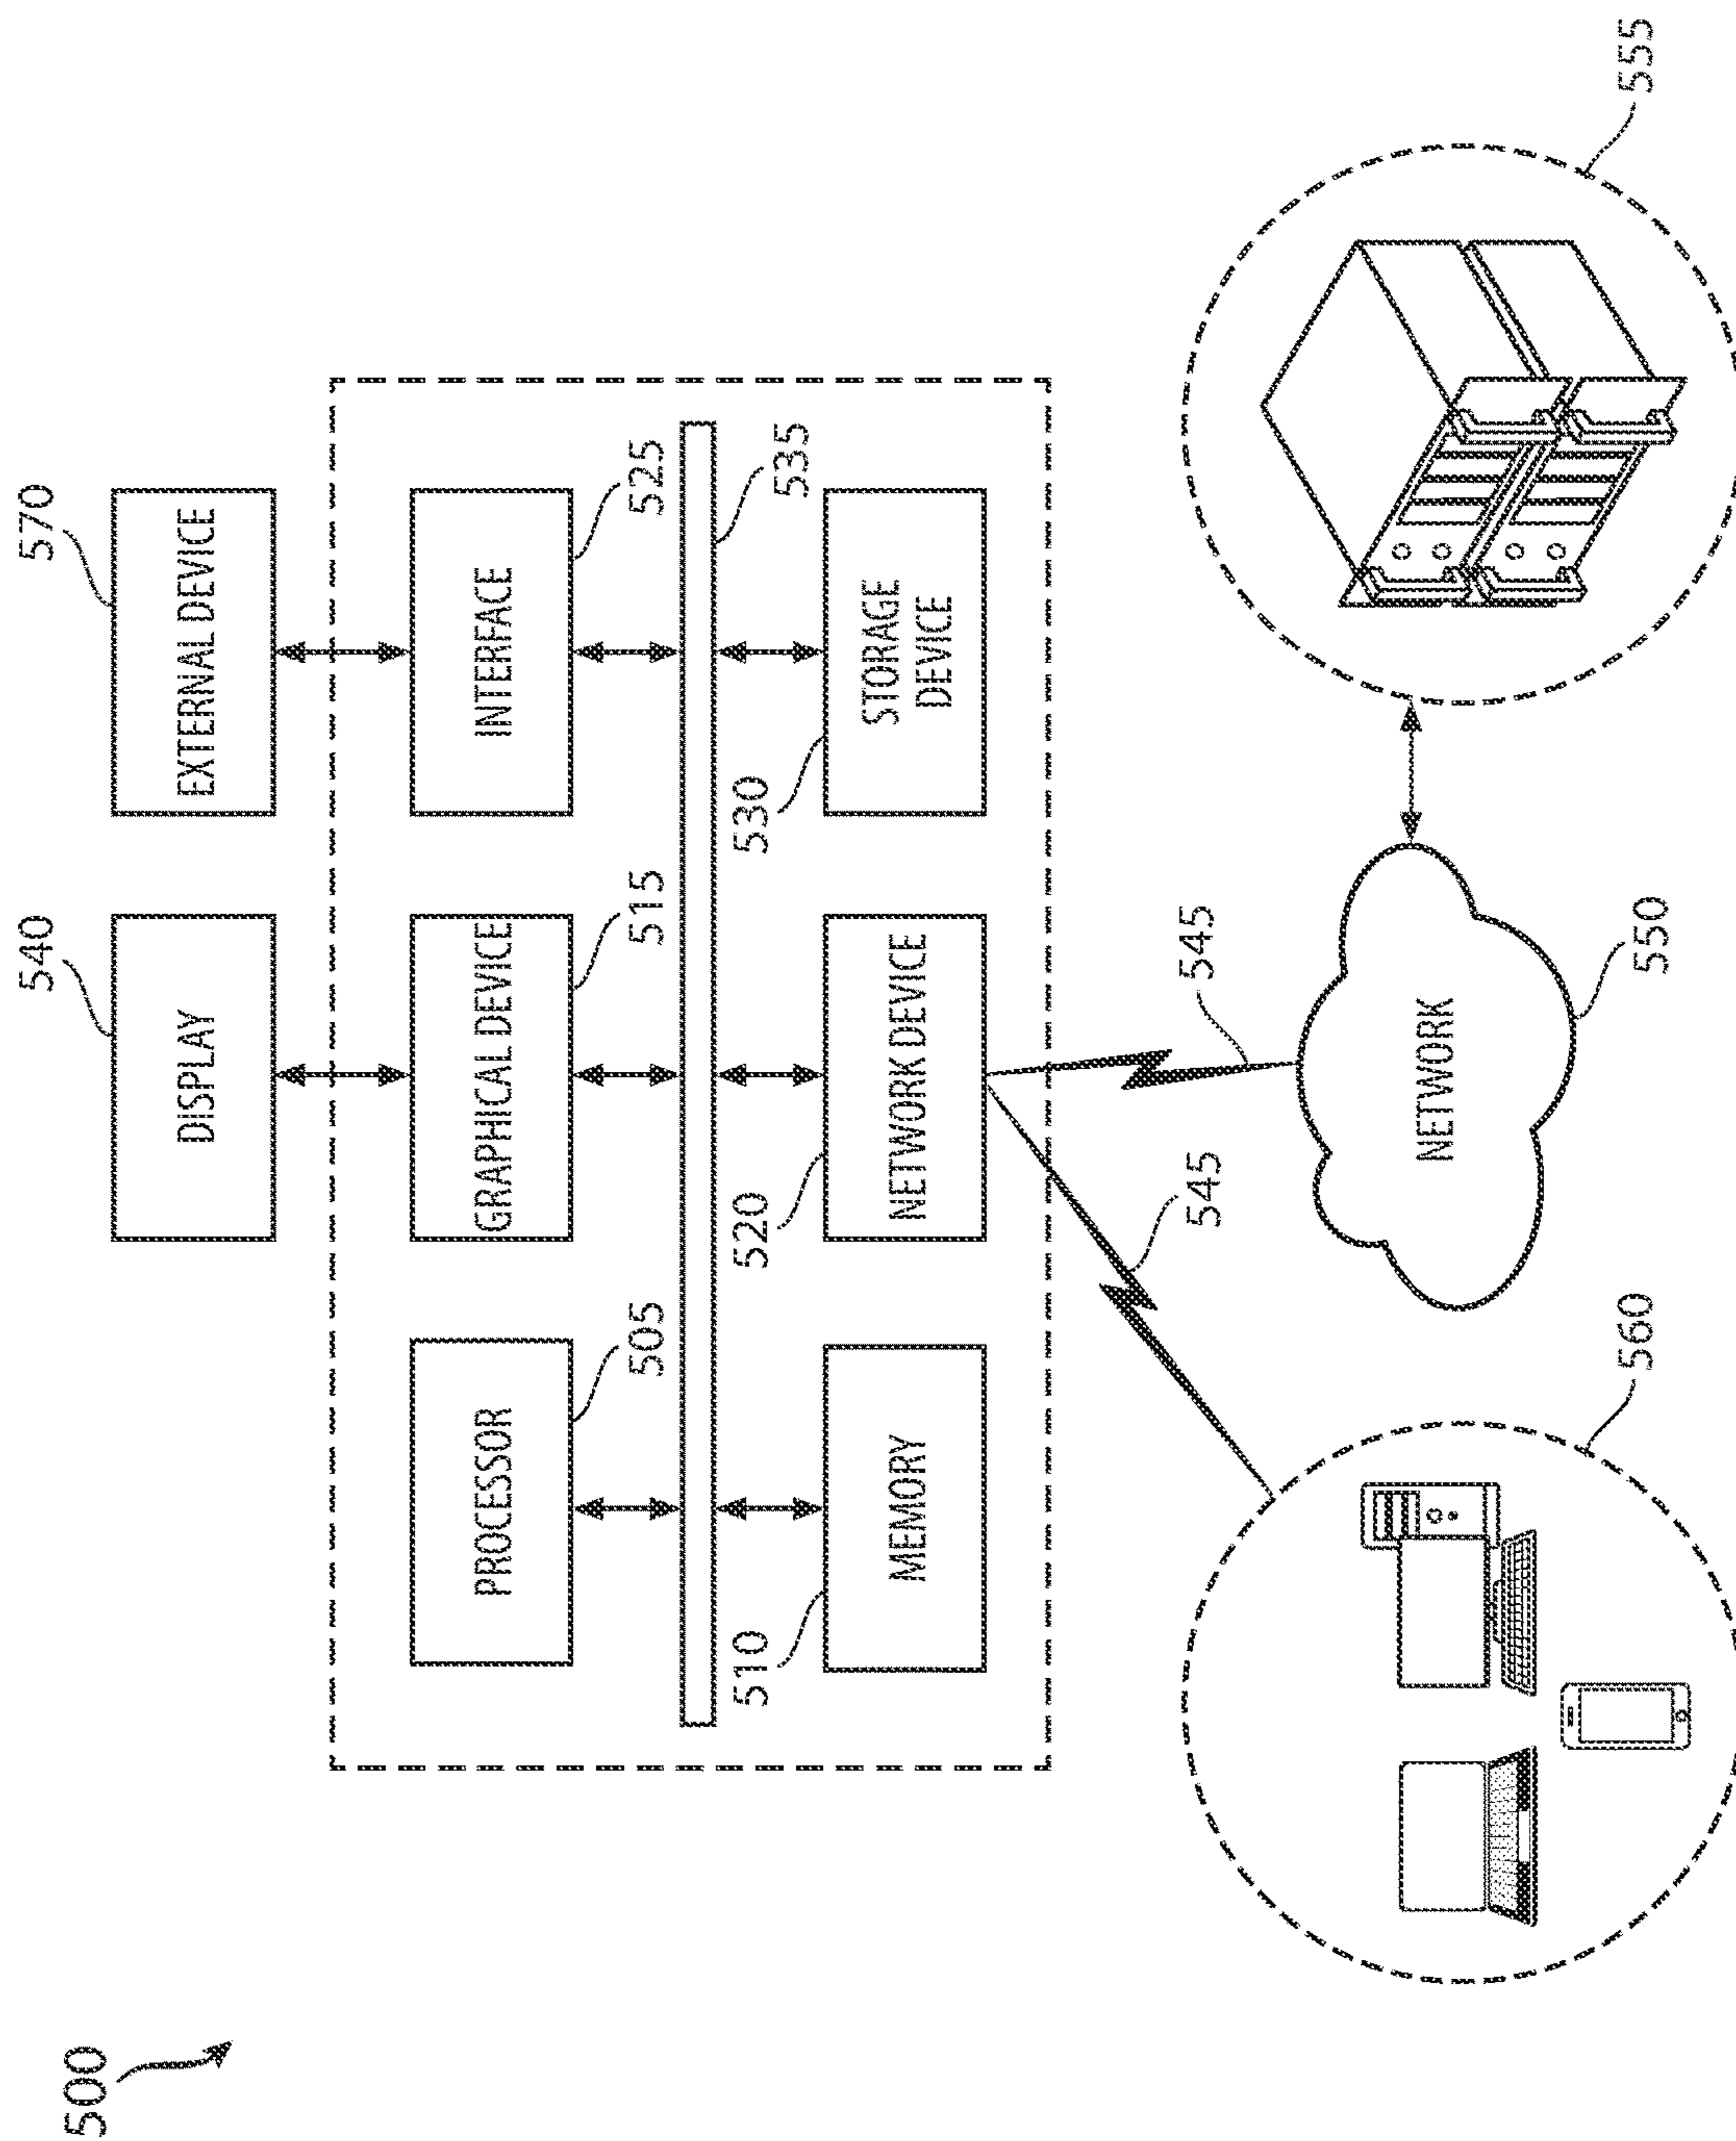 500
540
570
DISPLAY
EXTERNAL DEVICE
PROCESSOR
GRAPHICAL DEVICE
INTERFACE
505
515
525
535
510
520
530
MEMORY
NETWORK DEVICE
STORAGE
DEVICE
545
545
560
NETWORK
550
555